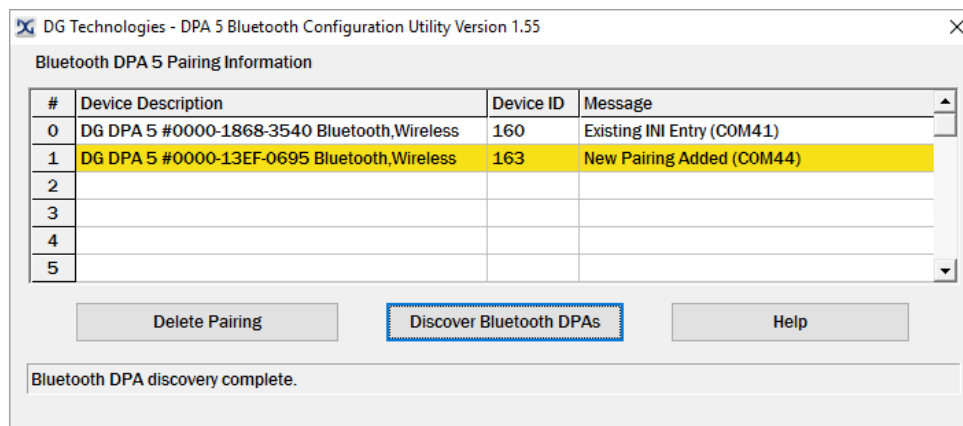 DG Technologies - DPA 5 Bluetooth Configuration Utility Version 1.55
Bluetooth DPA 5 Pairing Information
# Device Description Device ID Message
0 DG DPA 5 #0000-1868-3540 Bluetooth,Wireless 160 Existing INI Entry (COM41)
1 DG DPA 5 #0000-13EF-0695 Bluetooth,Wireless 163 New Pairing Added (COM44)
2
3
4
5
Delete Pairing Discover Bluetooth DPAs Help
Bluetooth DPA discovery complete.